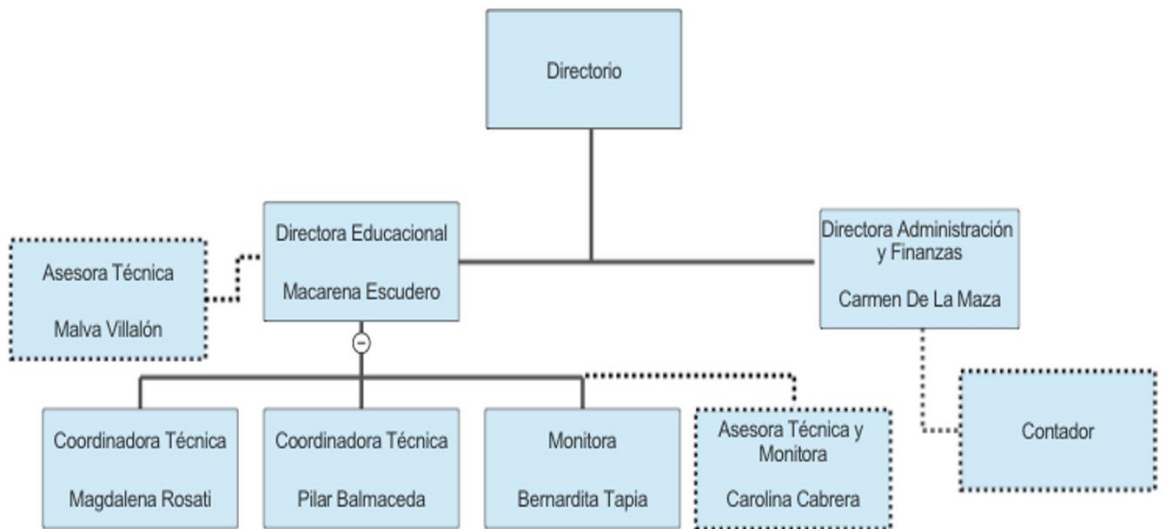 Directorio
Directora Educacional
Macarena Escudero
Directora Administración
y Finanzas
Carmen De La Maza
Asesora Técnica
Malva Villalón
Coordinadora Técnica
Magdalena Rosati
Coordinadora Técnica
Pilar Balmaceda
Monitora
Bernardita Tapia
Asesora Técnica y
Monitora
Carolina Cabrera
Contador